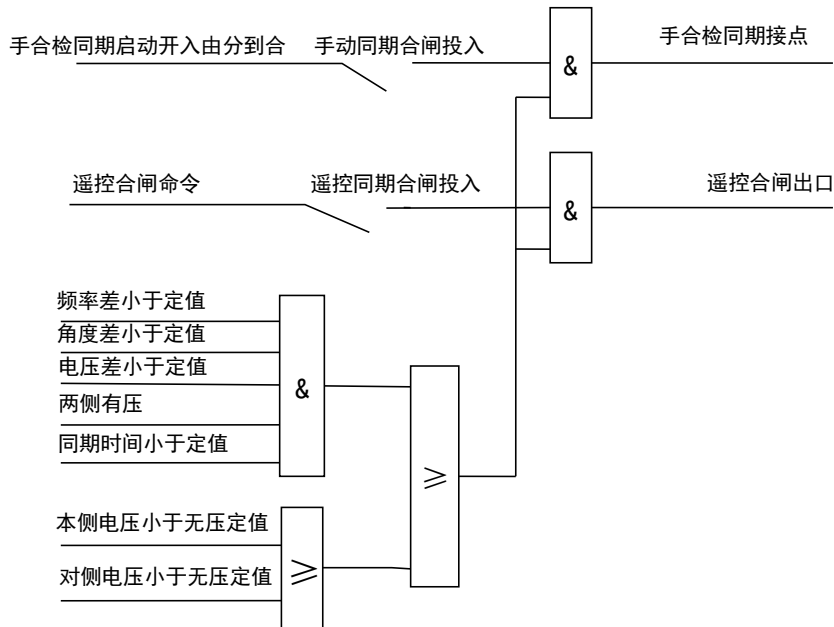 手合检同期启动开入由分到合
手动同期合闸投入
&
手合检同期接点
遥控合闸命令
遥控同期合闸投入
&
遥控合闸出口
频率差小于定值
角度差小于定值
电压差小于定值
两侧有压
同期时间小于定值
&
≥
本侧电压小于无压定值
对侧电压小于无压定值
≥